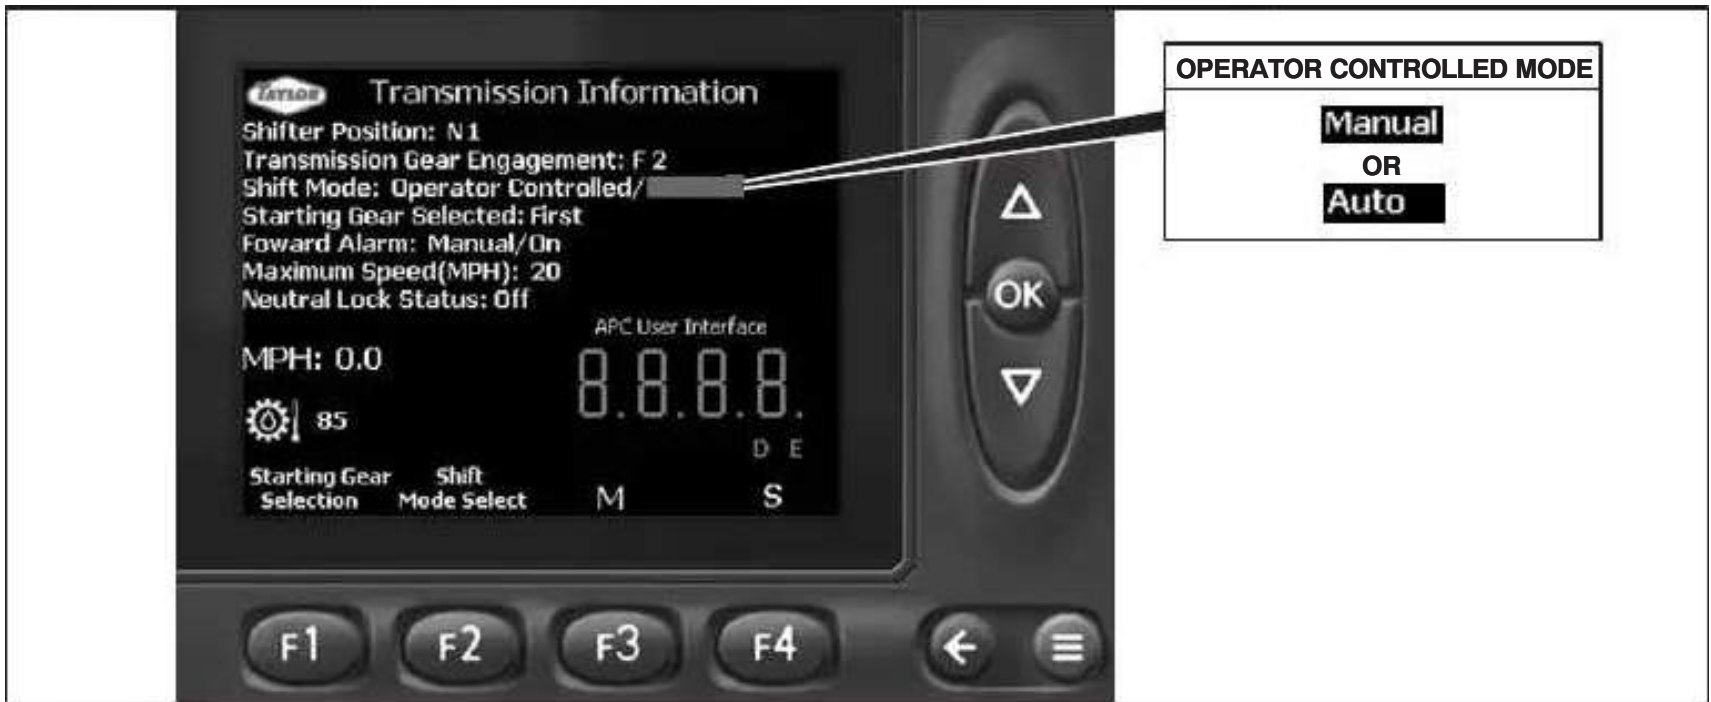 TAYLOR
Transmission Information
Shifter Position: N 1
Transmission Gear Engagement: F 2
Shift Mode: Operator Controlled/
Starting Gear Selected: First
Foward Alarm: Manual/On
Maximum Speed(MPH): 20
Neutral Lock Status: Off
APC User Interface
MPH: 0.0
8.8.8.8.
85
D E
Starting Gear
Selection
Shift
Mode Select
M
S
F1
F2
F3
F4
OK
OPERATOR CONTROLLED MODE
Manual
OR
Auto